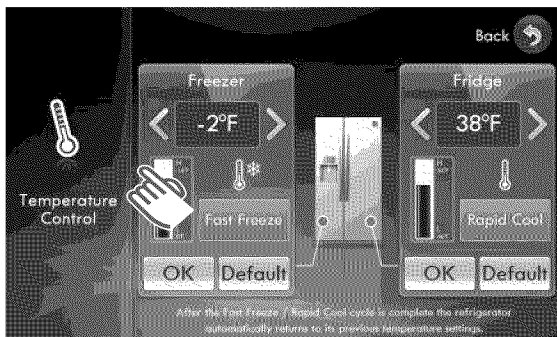 Back
Freezer
Fridge
-2°F
38°F
Temperature
Control
Fast Freeze
Rapid Cool
OK
Default
OK
Default
After the Fast Freeze / Rapid Cool cycle is complete the refrigerator
automatically returns to its previous temperature settings.